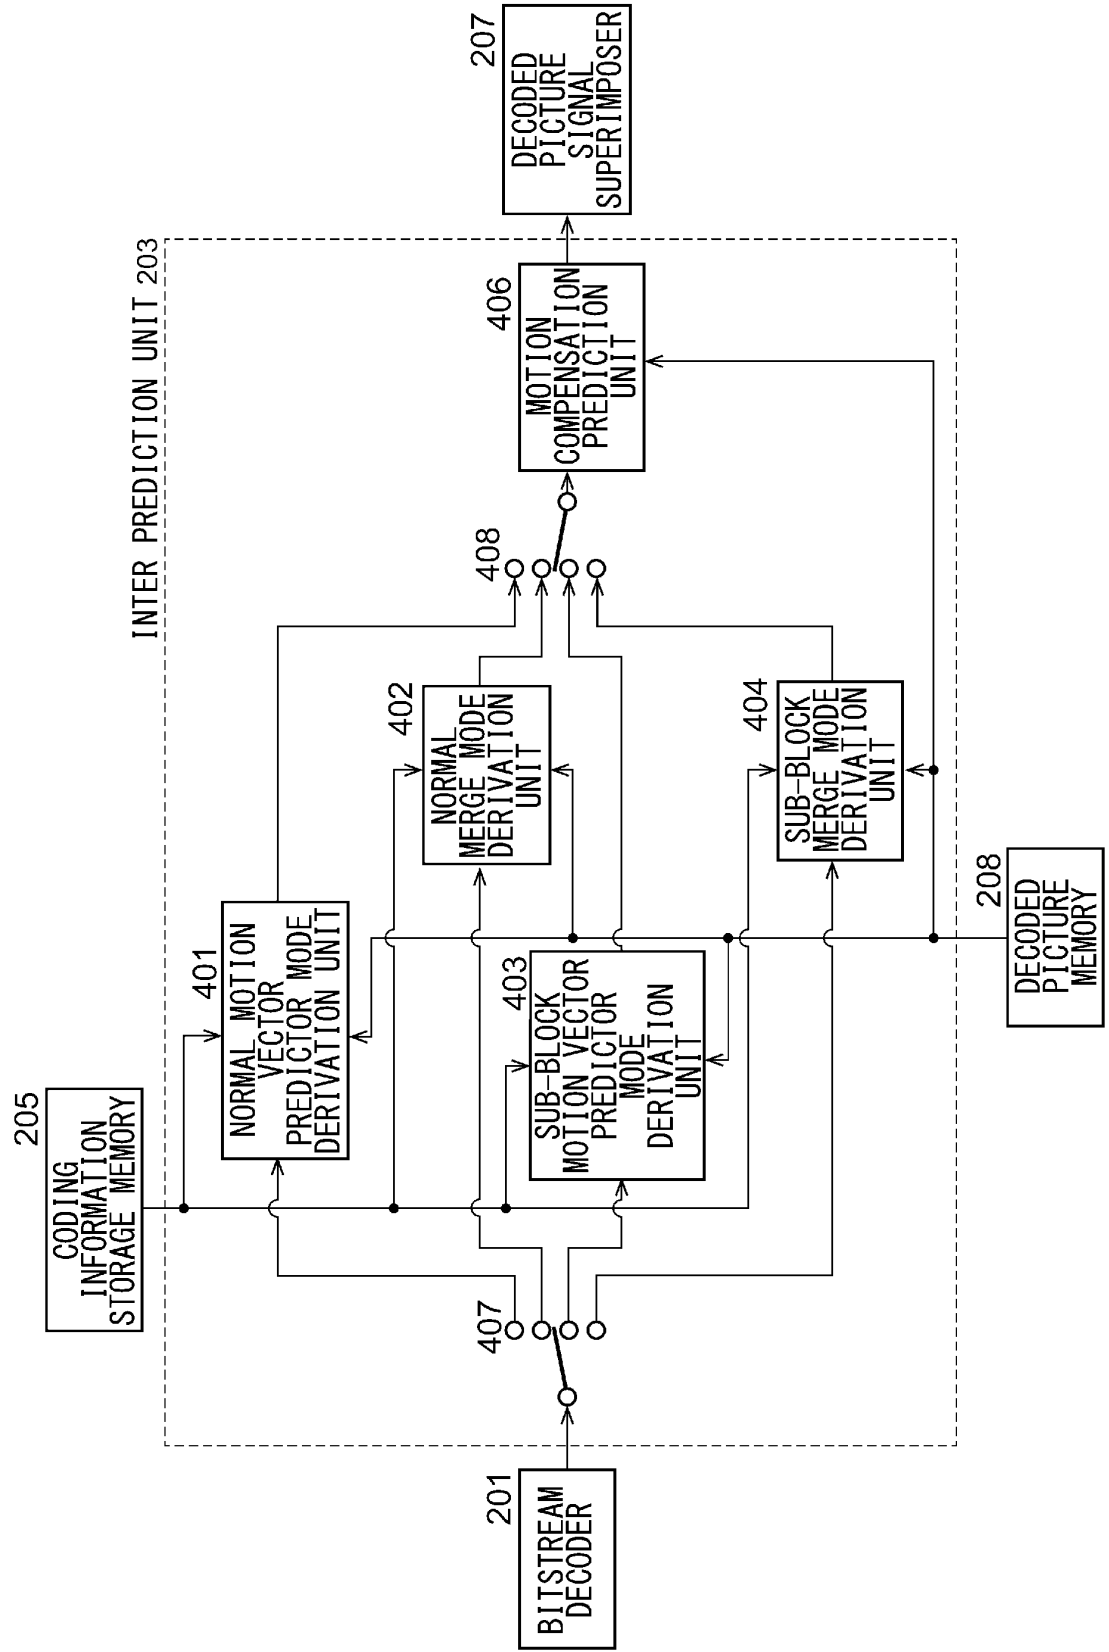 INTER PREDICTION UNIT 203
205
CODING
INFORMATION
STORAGE MEMORY
401
NORMAL MOTION
VECTOR
PREDICTOR MODE
DERIVATION UNIT
402
NORMAL
MERGE MODE
DERIVATION
UNIT
407
408
201
BITSTREAM
DECODER
403
SUB-BLOCK
MOTION VECTOR
PREDICTOR
MODE
DERIVATION
UNIT
406
MOTION
COMPENSATION
PREDICTION
UNIT
207
DECODED
PICTURE
SIGNAL
SUPERIMPOSER
404
SUB-BLOCK
MERGE MODE
DERIVATION
UNIT
208
DECODED
PICTURE
MEMORY